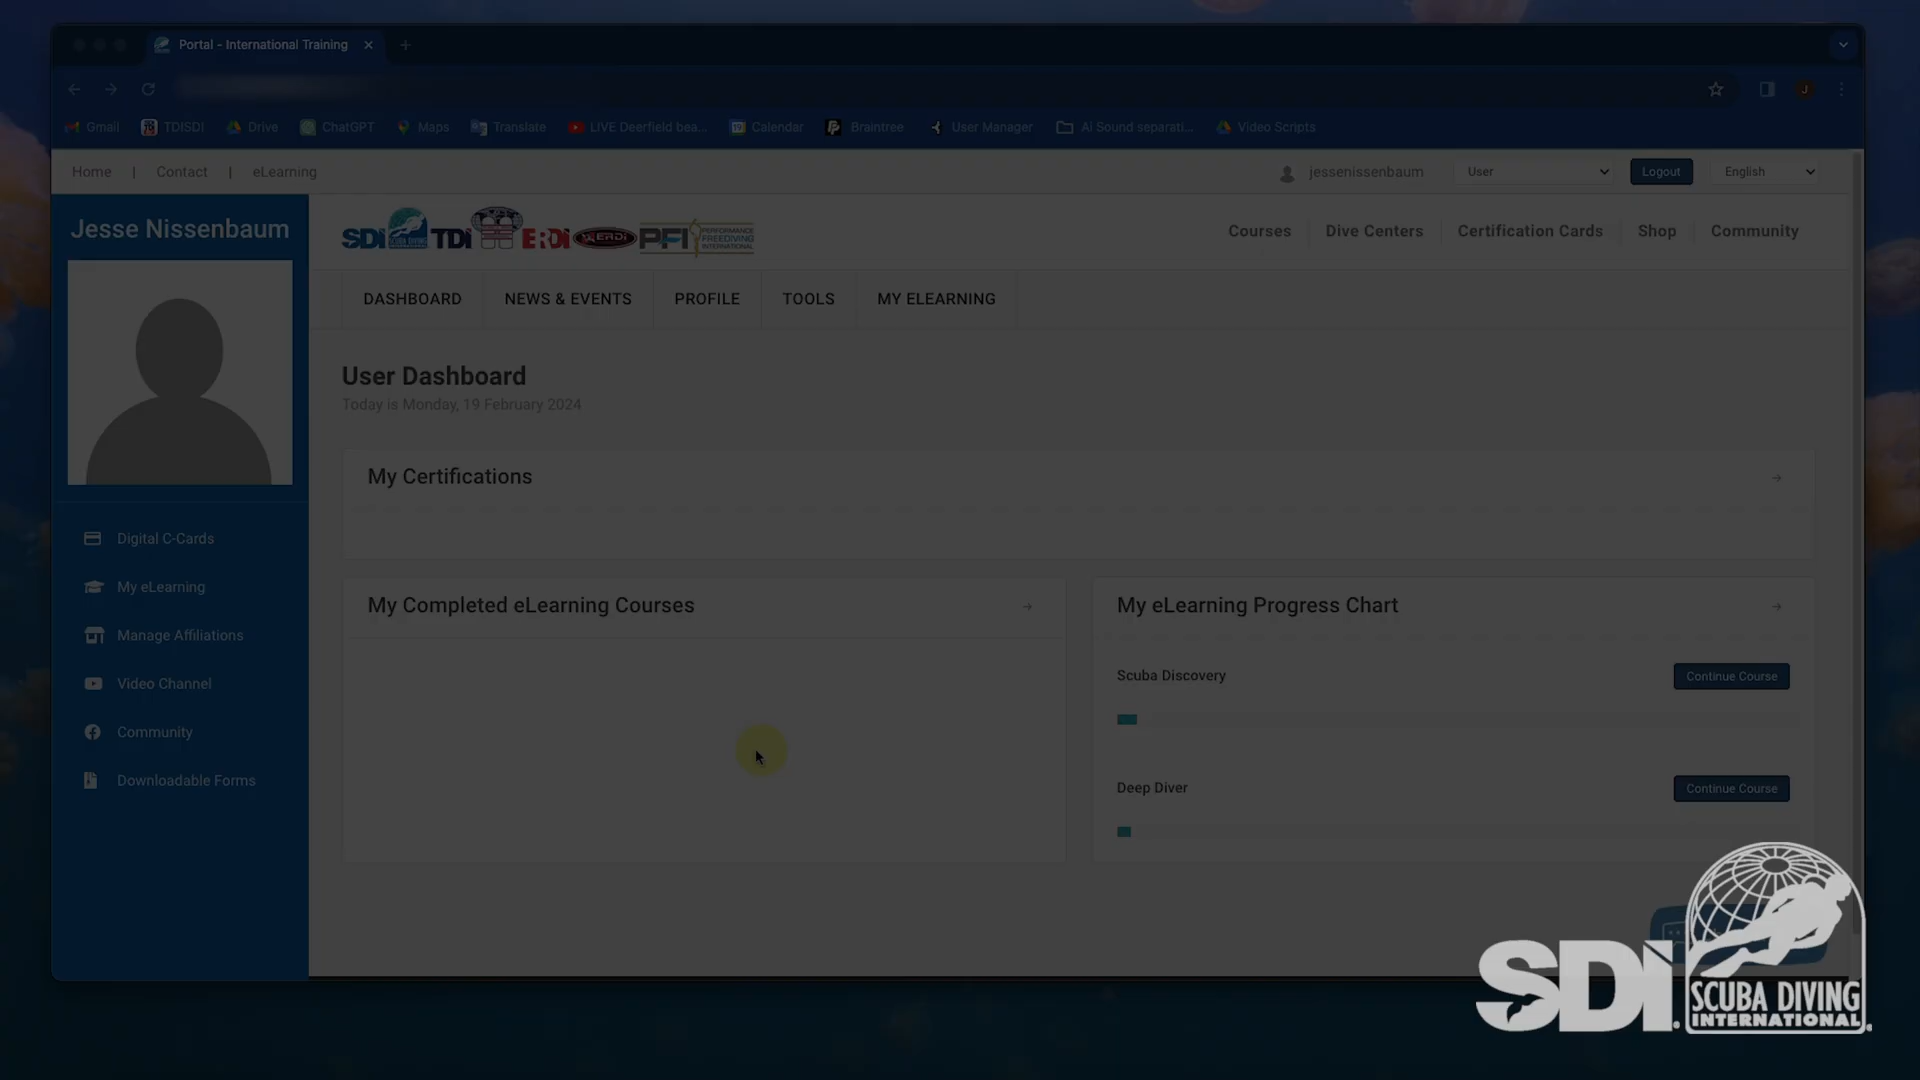 Portal - International Training
Gmail TDISDI Drive ChatGPT Maps Translate LIVE Deerfield bea... Calendar Braintree User Manager AI Sound separati... Video Scripts
Home | Contact | eLearning jessenissenbaum User Logout English
Jesse Nissenbaum
SDI TDI ERDI ERDI PFI PERFORMANCE FREEDIVING INTERNATIONAL
Courses Dive Centers Certification Cards Shop Community
DASHBOARD NEWS & EVENTS PROFILE TOOLS MY ELEARNING
User Dashboard
Today is Monday, 19 February 2024
My Certifications
Digital C-Cards
My eLearning
Manage Affiliations
Video Channel
Community
Downloadable Forms
My Completed eLearning Courses
My eLearning Progress Chart
Scuba Discovery Continue Course
Deep Diver Continue Course
SDI
SCUBA DIVING
INTERNATIONAL